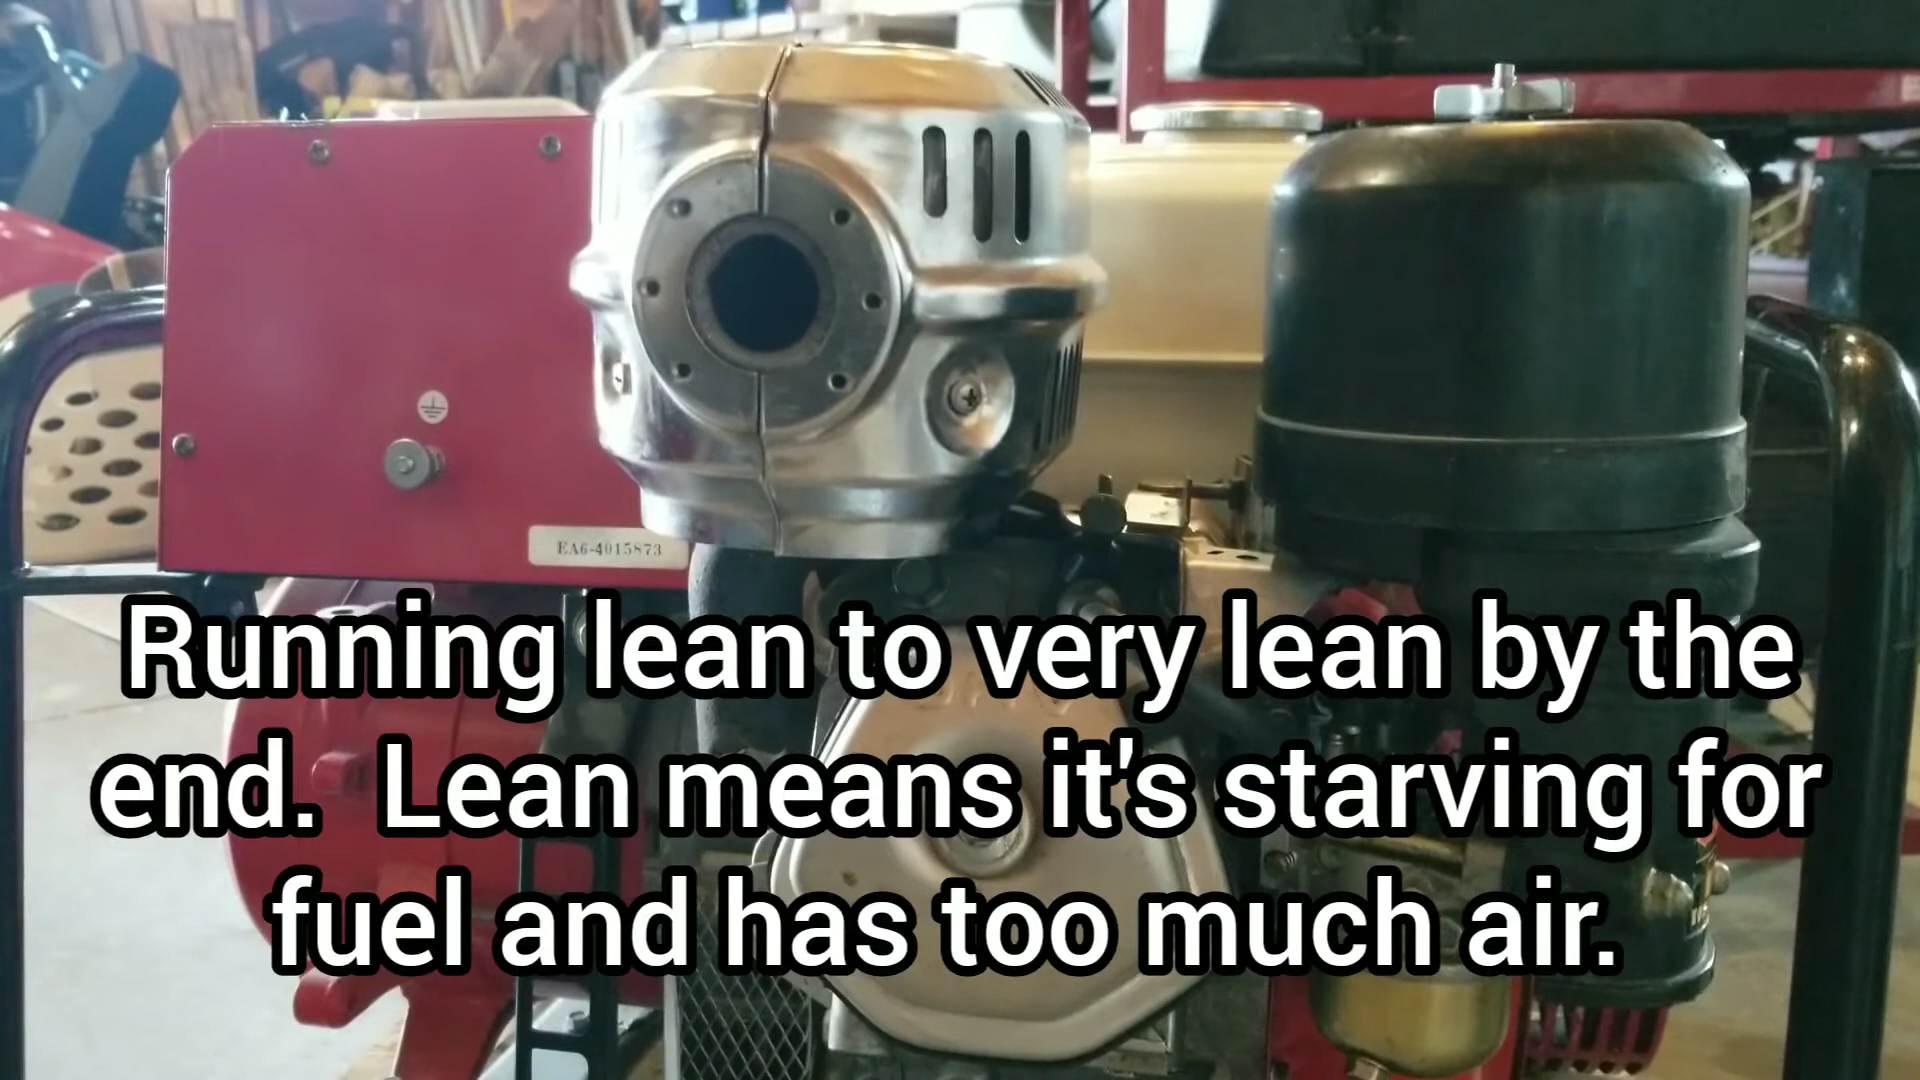 EA6-4015873
Running lean to very lean by the
end.  Lean means it's starving for
fuel and has too much air.